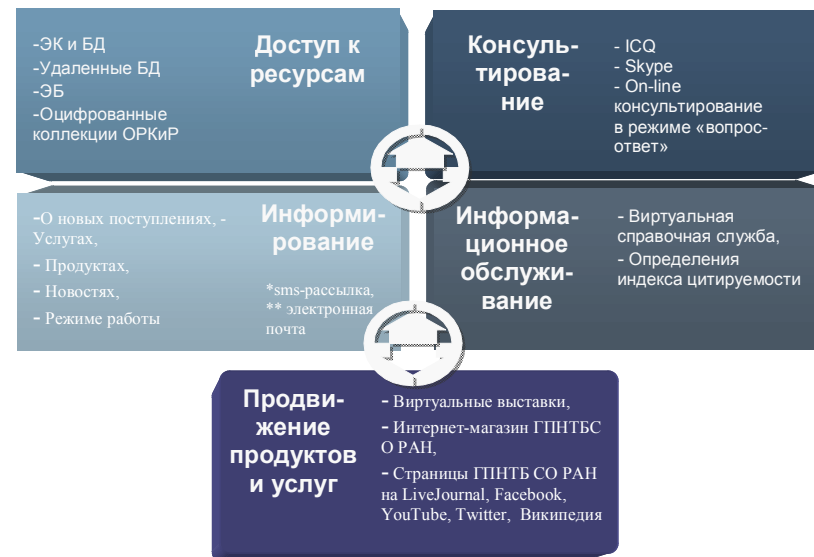 -ЭК и БД
-Удаленные БД
-ЭБ
-Оцифрованные
коллекции ОРКиР
Доступ к
ресурсам
Консуль-
тирова-
ние
- ICQ
- Skype
- On-line
консультирование
в режиме «вопрос-
ответ»
-О новых поступлениях, -
Услугах,
- Продуктах,
- Новостях,
- Режиме работы
Информи-
рование
*sms-рассылка,
** электронная
почта
Информа-
ционное
обслужи-
вание
- Виртуальная
справочная служба,
- Определения
индекса цитируемости
Продви-
жение
продуктов
и услуг
- Виртуальные выставки,
- Интернет-магазин ГПНТБС
О РАН,
- Страницы ГПНТБ СО РАН
на LiveJournal, Facebook,
YouTube, Twitter, Википедия